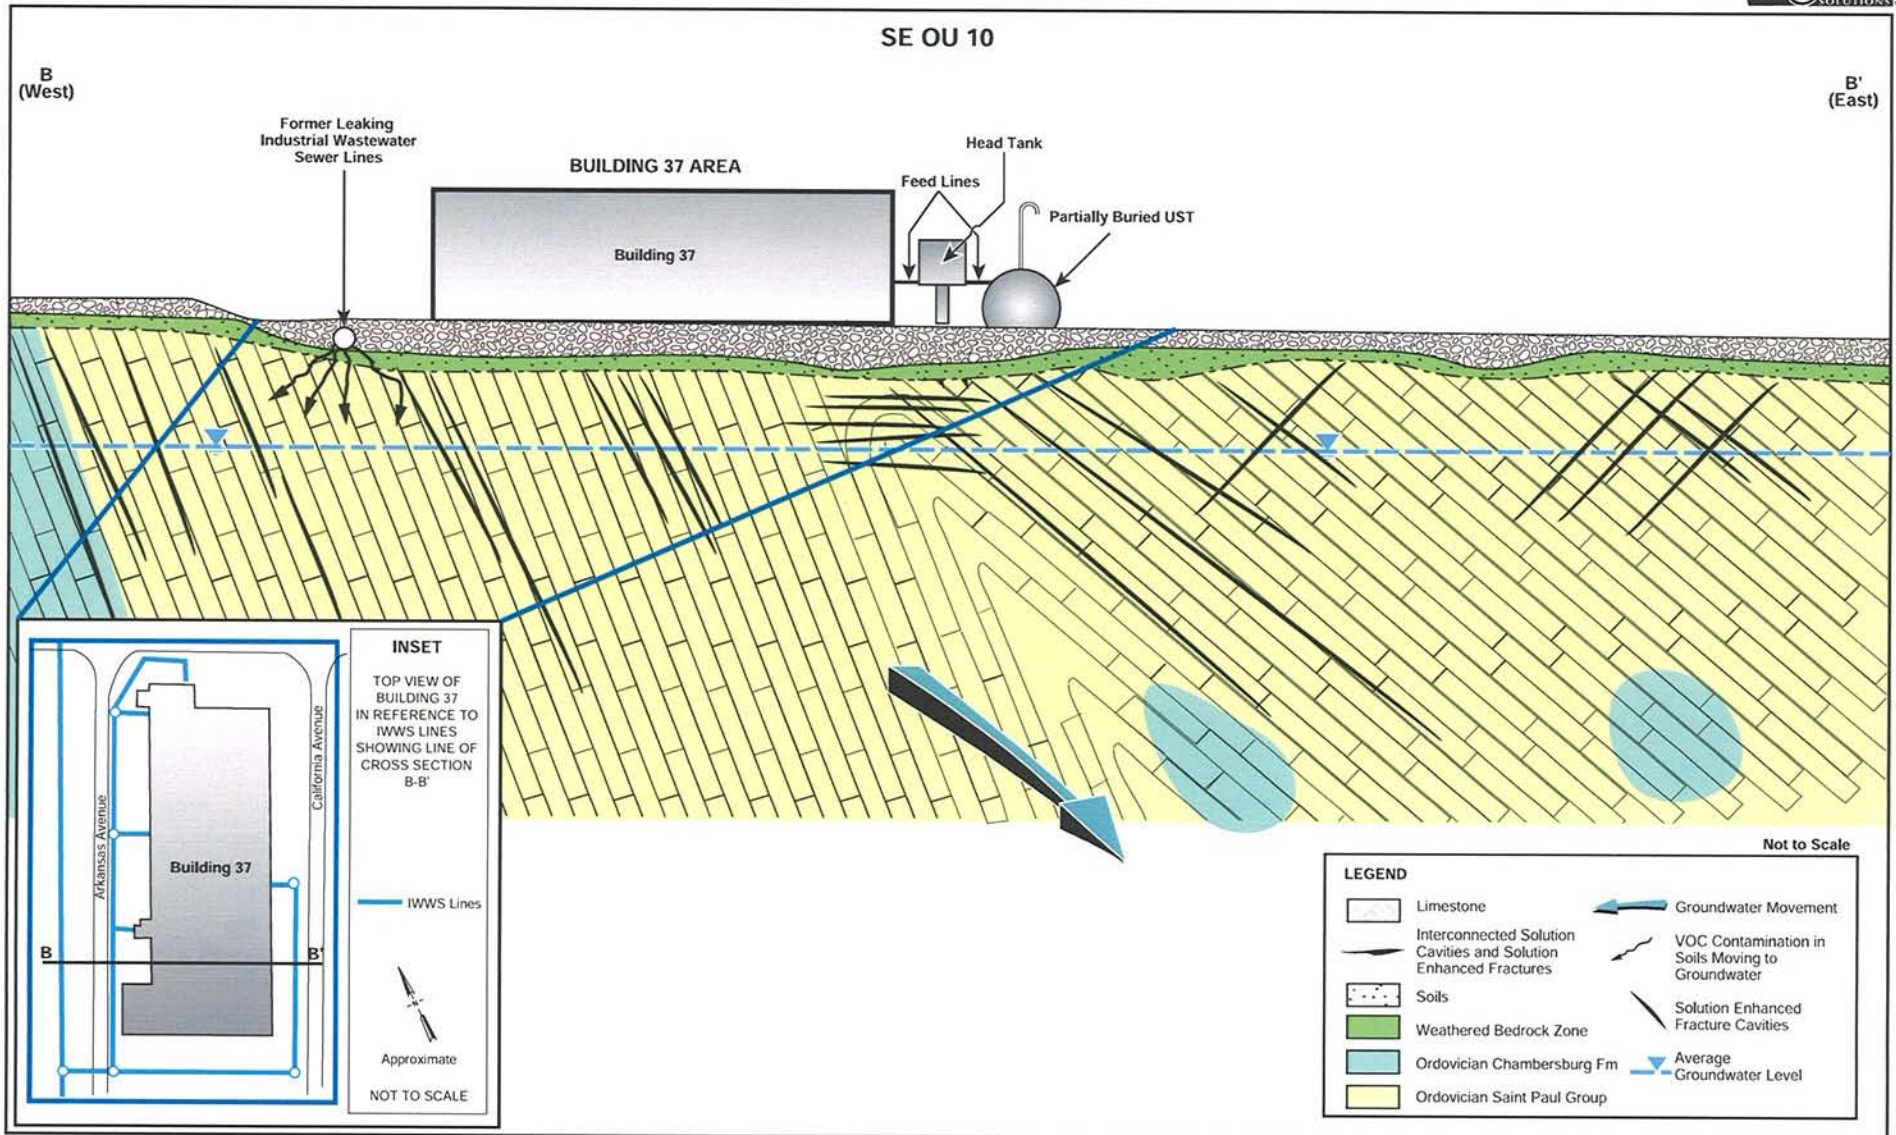 SOLUTIONS
SE OU 10
B
(West)
B'
(East)
Former Leaking
Industrial Wastewater
Sewer Lines
BUILDING 37 AREA
Head Tank
Feed Lines
Partially Buried UST
Building 37
INSET
TOP VIEW OF
BUILDING 37
IN REFERENCE TO
IWWS LINES
SHOWING LINE OF
CROSS SECTION
B-B'
Arkansas Avenue
California Avenue
Building 37
IWWS Lines
B
B'
Approximate
NOT TO SCALE
Not to Scale
LEGEND
Limestone
Interconnected Solution
Cavities and Solution
Enhanced Fractures
Soils
Weathered Bedrock Zone
Ordovician Chambersburg Fm
Ordovician Saint Paul Group
Groundwater Movement
VOC Contamination in
Soils Moving to
Groundwater
Solution Enhanced
Fracture Cavities
Average
Groundwater Level